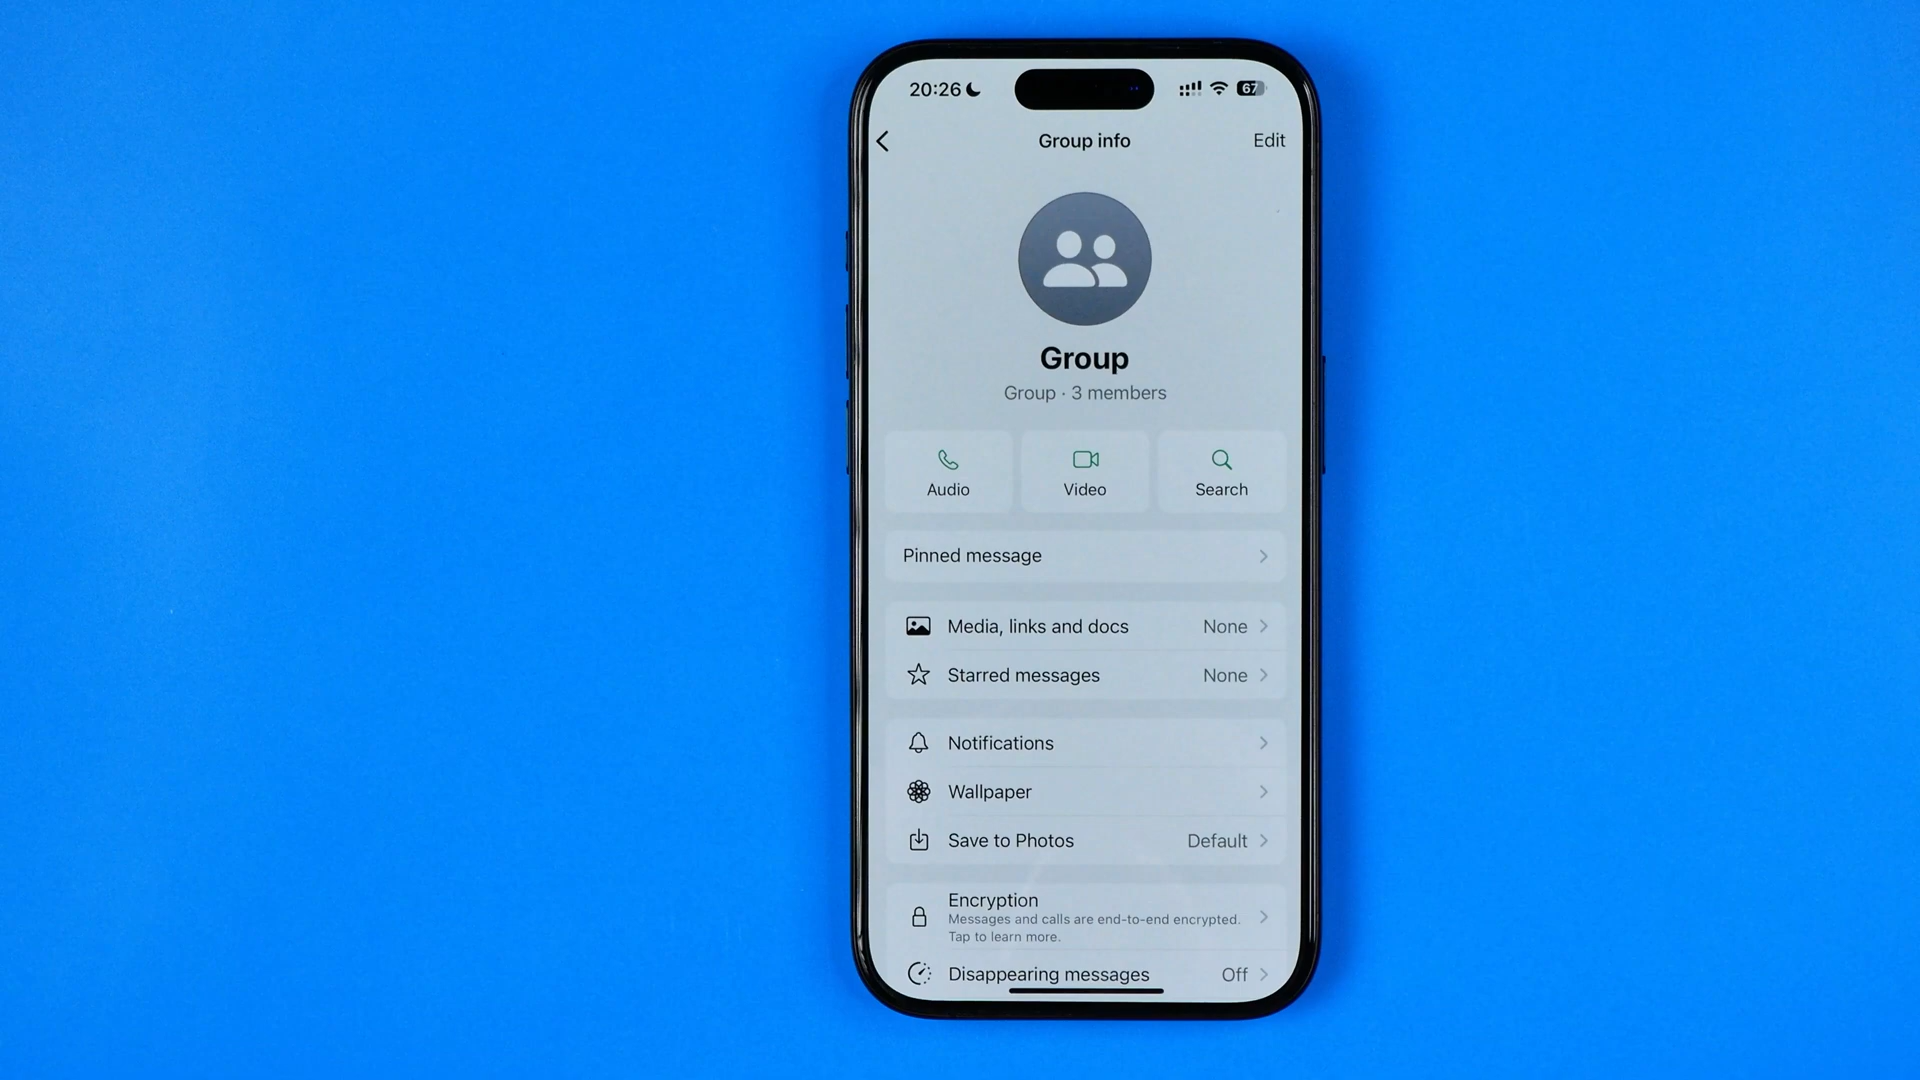 20:26
67
Group info
Edit
Group
Group · 3 members
Audio
Video
Search
Pinned message
Media, links and docs
None
Starred messages
None
Notifications
Wallpaper
Save to Photos
Default
Encryption
Messages and calls are end-to-end encrypted.
Tap to learn more.
Disappearing messages
Off